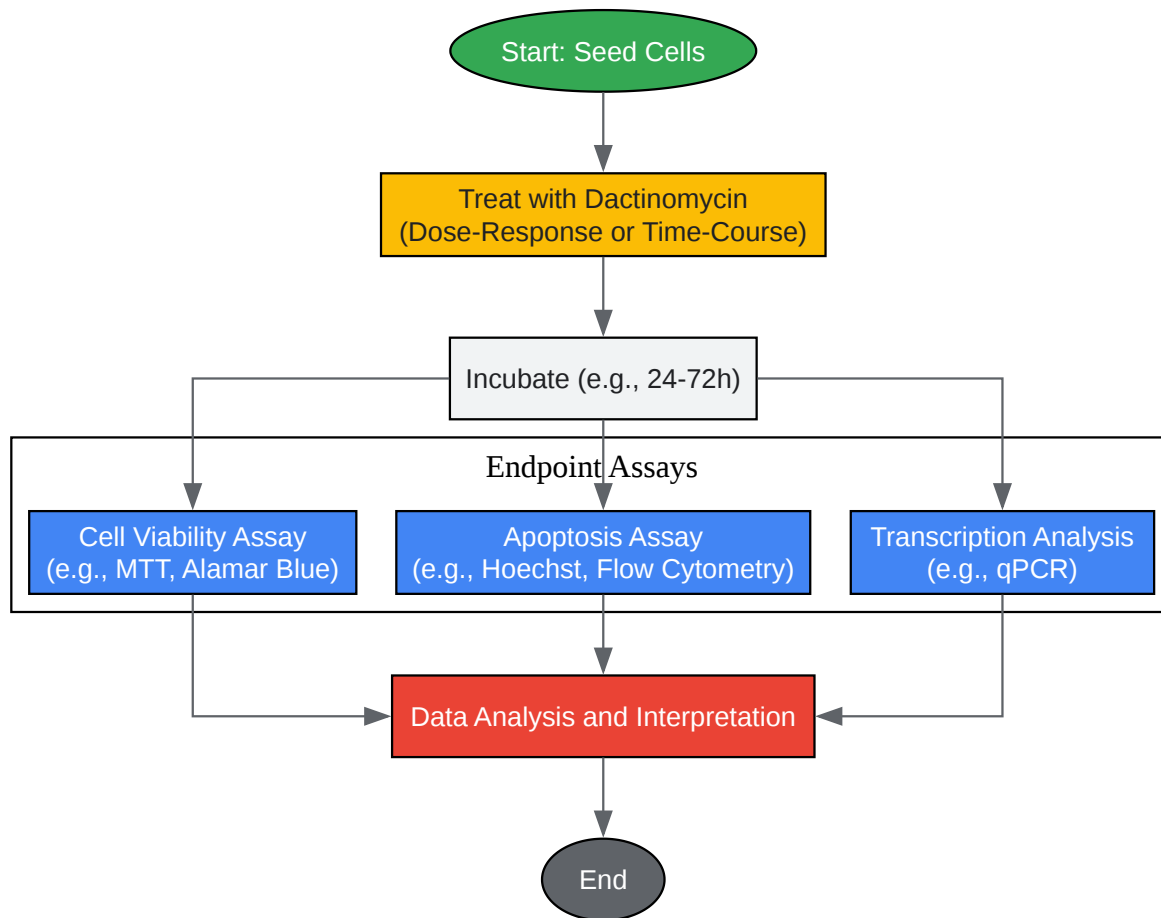 Start: Seed Cells
Treat with Dactinomycin
(Dose-Response or Time-Course)
Incubate (e.g., 24-72h)
Endpoint Assays
Cell Viability Assay
(e.g., MTT, Alamar Blue)
Apoptosis Assay
(e.g., Hoechst, Flow Cytometry)
Transcription Analysis
(e.g., qPCR)
Data Analysis and Interpretation
End